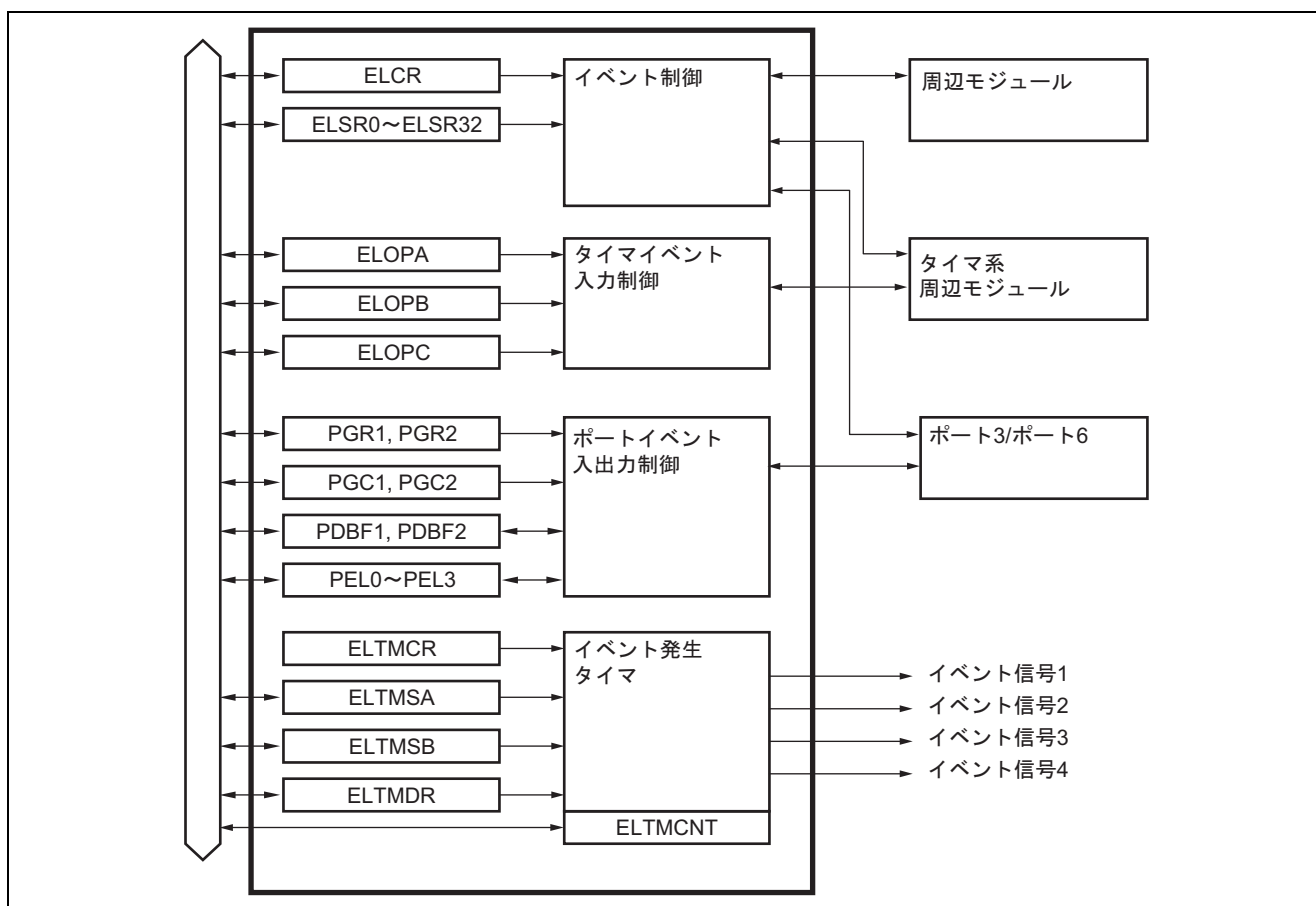 ELCR
イベント制御
周辺モジュール
ELSR0～ELSR32
ELOPA
タイマイベント
入力制御
タイマ系
周辺モジュール
ELOPB
ELOPC
PGR1, PGR2
ポートイベント
入出力制御
ポート3/ポート6
PGC1, PGC2
PDBF1, PDBF2
PEL0～PEL3
ELTMCR
イベント発生
タイマ
イベント信号1
ELTMSA
イベント信号2
ELTMSB
イベント信号3
イベント信号4
ELTMDR
ELTMCNT